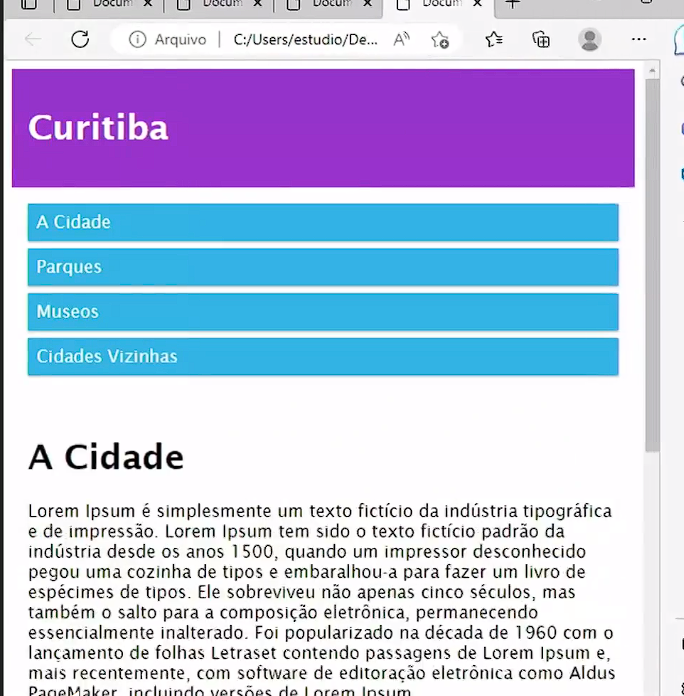 Docum Docum Docum Docum
Arquivo | C:/Users/estudio/De...
Curitiba
A Cidade
Parques
Museos
Cidades Vizinhas
A Cidade
Lorem Ipsum é simplesmente um texto fictício da indústria tipográfica
e de impressão. Lorem Ipsum tem sido o texto fictício padrão da
indústria desde os anos 1500, quando um impressor desconhecido
pegou uma cozinha de tipos e embaralhou-a para fazer um livro de
espécimes de tipos. Ele sobreviveu não apenas cinco séculos, mas
também o salto para a composição eletrônica, permanecendo
essencialmente inalterado. Foi popularizado na década de 1960 com o
lançamento de folhas Letraset contendo passagens de Lorem Ipsum e,
mais recentemente, com software de editoração eletrônica como Aldus
PageMaker, incluindo versões de Lorem Ipsum.